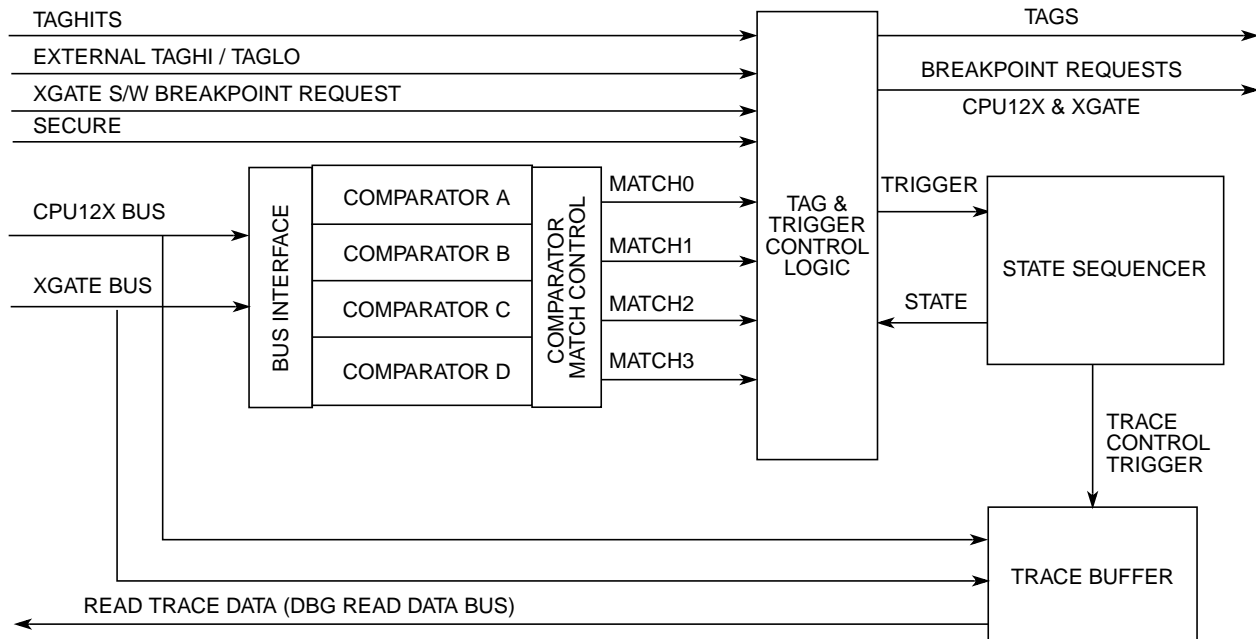 TAGHITS
TAGS
EXTERNAL TAGHI / TAGLO
BREAKPOINT REQUESTS
XGATE S/W BREAKPOINT REQUEST
CPU12X & XGATE
SECURE
CPU12X BUS
XGATE BUS
BUS INTERFACE
COMPARATOR A
COMPARATOR B
COMPARATOR C
COMPARATOR D
COMPARATOR
MATCH CONTROL
MATCH0
MATCH1
MATCH2
MATCH3
TAG &
TRIGGER
CONTROL
LOGIC
TRIGGER
STATE
STATE SEQUENCER
TRACE
CONTROL
TRIGGER
TRACE BUFFER
READ TRACE DATA (DBG READ DATA BUS)